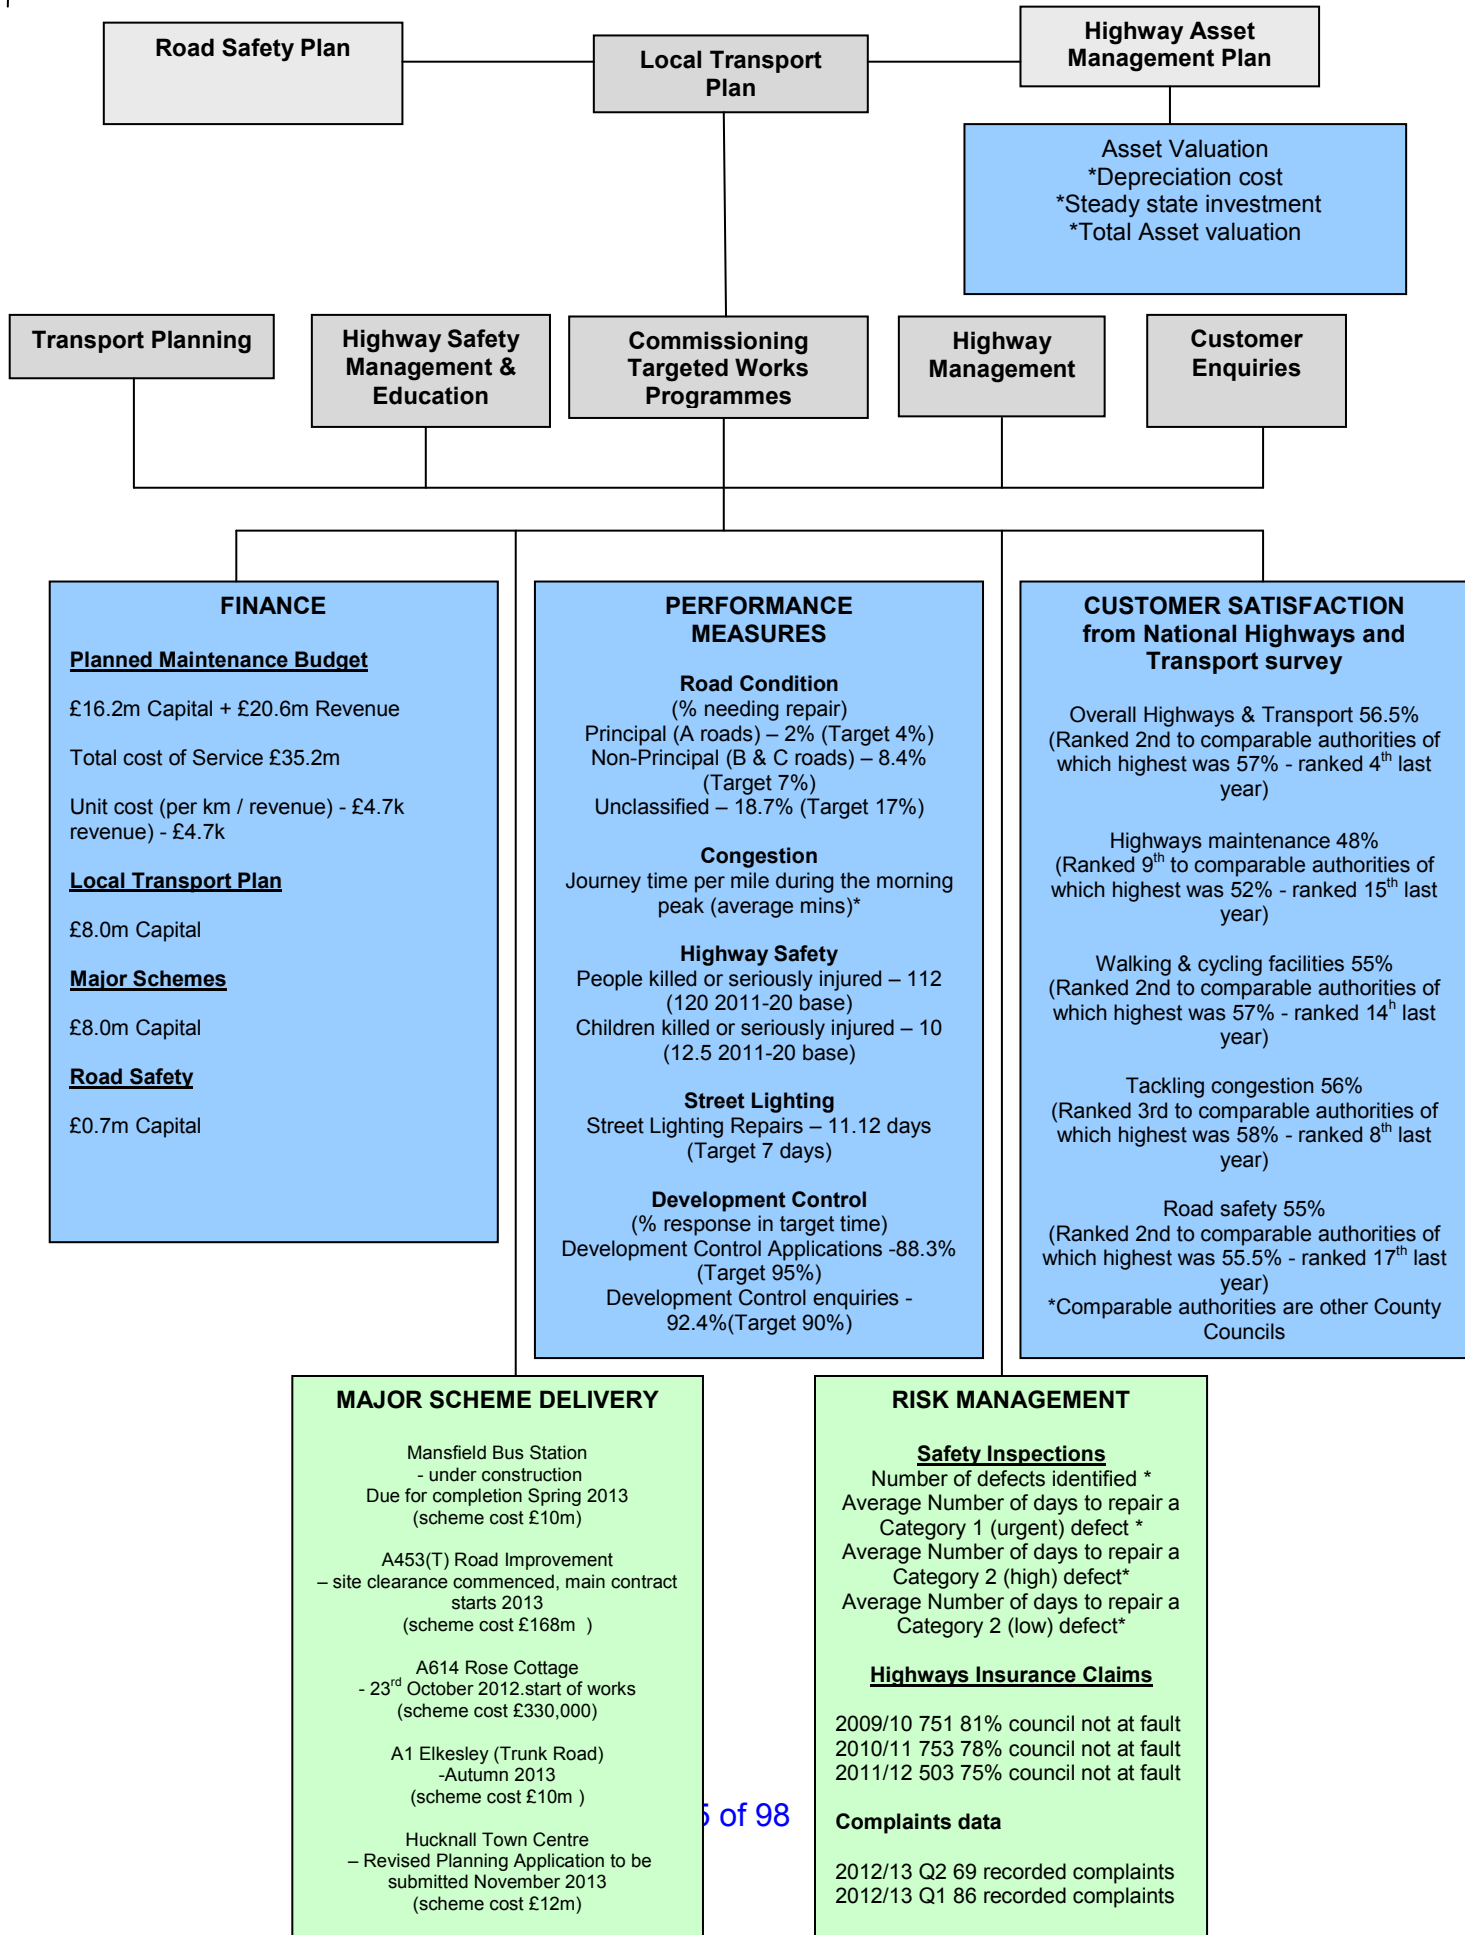 Road Safety Plan
Local Transport
Plan
Highway Asset
Management Plan
Asset Valuation
*Depreciation cost
*Steady state investment
*Total Asset valuation
Transport Planning
Highway Safety
Management &
Education
Commissioning
Targeted Works
Programmes
Highway
Management
Customer
Enquiries
FINANCE
Planned Maintenance Budget
£16.2m Capital + £20.6m Revenue
Total cost of Service £35.2m
Unit cost (per km / revenue) - £4.7k
revenue) - £4.7k
Local Transport Plan
£8.0m Capital
Major Schemes
£8.0m Capital
Road Safety
£0.7m Capital
PERFORMANCE
MEASURES
Road Condition
(% needing repair)
Principal (A roads) – 2% (Target 4%)
Non-Principal (B & C roads) – 8.4%
(Target 7%)
Unclassified – 18.7% (Target 17%)
Congestion
Journey time per mile during the morning
peak (average mins)*
Highway Safety
People killed or seriously injured – 112
(120 2011-20 base)
Children killed or seriously injured – 10
(12.5 2011-20 base)
Street Lighting
Street Lighting Repairs – 11.12 days
(Target 7 days)
Development Control
(% response in target time)
Development Control Applications -88.3%
(Target 95%)
Development Control enquiries -
92.4%(Target 90%)
CUSTOMER SATISFACTION
from National Highways and
Transport survey
Overall Highways & Transport 56.5%
(Ranked 2nd to comparable authorities of
which highest was 57% - ranked 4th last
year)
Highways maintenance 48%
(Ranked 9th to comparable authorities of
which highest was 52% - ranked 15th last
year)
Walking & cycling facilities 55%
(Ranked 2nd to comparable authorities of
which highest was 57% - ranked 14h last
year)
Tackling congestion 56%
(Ranked 3rd to comparable authorities of
which highest was 58% - ranked 8th last
year)
Road safety 55%
(Ranked 2nd to comparable authorities of
which highest was 55.5% - ranked 17th last
year)
*Comparable authorities are other County
Councils
MAJOR SCHEME DELIVERY
Mansfield Bus Station
- under construction
Due for completion Spring 2013
(scheme cost £10m)
A453(T) Road Improvement
– site clearance commenced, main contract
starts 2013
(scheme cost £168m )
A614 Rose Cottage
- 23rd October 2012.start of works
(scheme cost £330,000)
A1 Elkesley (Trunk Road)
-Autumn 2013
(scheme cost £10m )
Hucknall Town Centre
– Revised Planning Application to be
submitted November 2013
(scheme cost £12m)
of 98
RISK MANAGEMENT
Safety Inspections
Number of defects identified *
Average Number of days to repair a
Category 1 (urgent) defect *
Average Number of days to repair a
Category 2 (high) defect*
Average Number of days to repair a
Category 2 (low) defect*
Highways Insurance Claims
2009/10 751 81% council not at fault
2010/11 753 78% council not at fault
2011/12 503 75% council not at fault
Complaints data
2012/13 Q2 69 recorded complaints
2012/13 Q1 86 recorded complaints